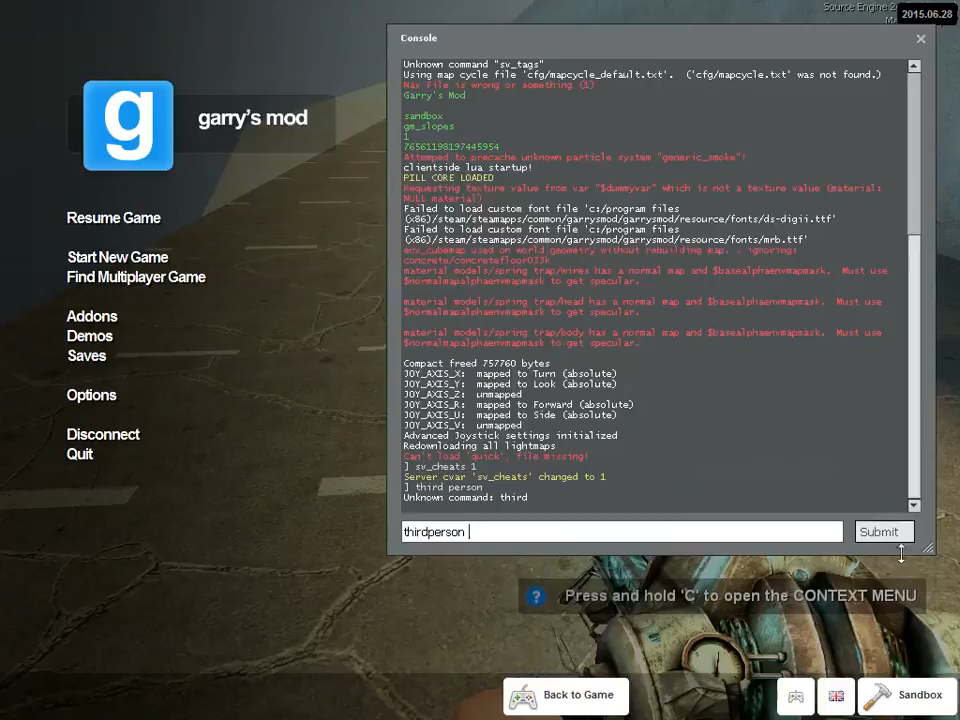 Source Engine 2
2015.06.28
Console
garry's mod
Resume Game
Start New Game
Find Multiplayer Game
Addons
Demos
Saves
Options
Disconnect
Quit
Unknown command "sv_tags"
Using map cycle file 'cfg/mapcycle_default.txt'.  ('cfg/mapcycle.txt' was not found.)
Nav File is wrong or something (1)
Garry's Mod
sandbox
gm_slopes
1
76561198197445954
Attemped to precache unknown particle system "generic_smoke"!
clientside lua startup!
PILL CORE LOADED
Requesting texture value from var "$dummyvar" which is not a texture value (material:
NULL material)
Failed to load custom font file 'c:/program files
(x86)/steam/steamapps/common/garrysmod/garrysmod/resource/fonts/ds-digii.ttf'
Failed to load custom font file 'c:/program files
(x86)/steam/steamapps/common/garrysmod/garrysmod/resource/fonts/mrb.ttf'
env_cubemap used on world geometry without rebuilding map. . ignoring:
concrete/concretefloor033k
material models/spring trap/wires has a normal map and $basealphaenvmapmask.  Must use
$normalmapalphaenvmapmask to get specular.
material models/spring trap/head has a normal map and $basealphaenvmapmask.  Must use
$normalmapalphaenvmapmask to get specular.
material models/spring trap/body has a normal map and $basealphaenvmapmask.  Must use
$normalmapalphaenvmapmask to get specular.
Compact freed 757760 bytes
JOY_AXIS_X:  mapped to Turn (absolute)
JOY_AXIS_Y:  mapped to Look (absolute)
JOY_AXIS_Z:  unmapped
JOY_AXIS_R:  mapped to Forward (absolute)
JOY_AXIS_U:  mapped to Side (absolute)
JOY_AXIS_V:  unmapped
Advanced Joystick settings initialized
Redownloading all lightmaps
Can't load 'quick', file missing!
] sv_cheats 1
Server cvar 'sv_cheats' changed to 1
] third person
Unknown command: third
thirdperson
Submit
Press and hold 'C' to open the CONTEXT MENU
Back to Game
Sandbox